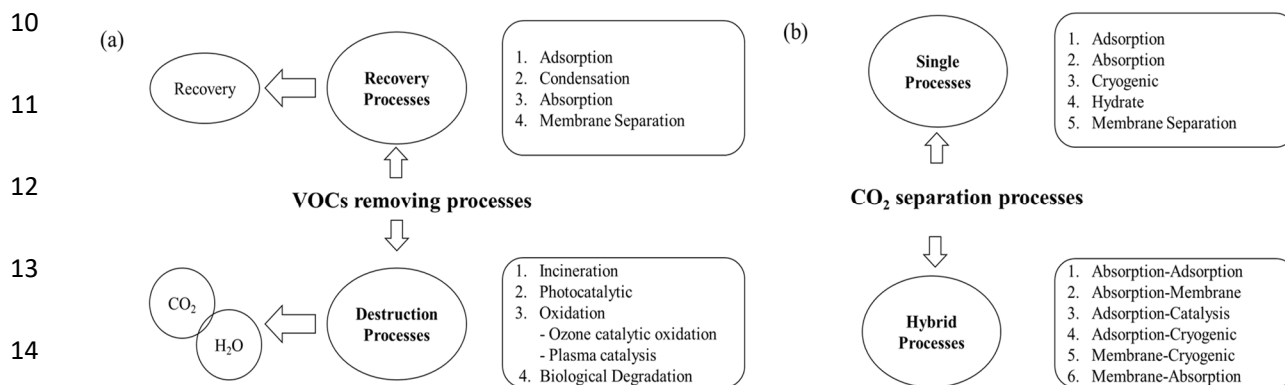 10
(a)
Recovery
Recovery
Processes
1. Adsorption
2. Condensation
3. Absorption
4. Membrane Separation
11
12
VOCs removing processes
13
CO₂
H₂O
Destruction
Processes
1. Incineration
2. Photocatalytic
3. Oxidation
- Ozone catalytic oxidation
- Plasma catalysis
4. Biological Degradation
14
(b)
Single
Processes
1. Adsorption
2. Absorption
3. Cryogenic
4. Hydrate
5. Membrane Separation
CO₂ separation processes
Hybrid
Processes
1. Absorption-Adsorption
2. Absorption-Membrane
3. Adsorption-Catalysis
4. Adsorption-Cryogenic
5. Membrane-Cryogenic
6. Membrane-Absorption